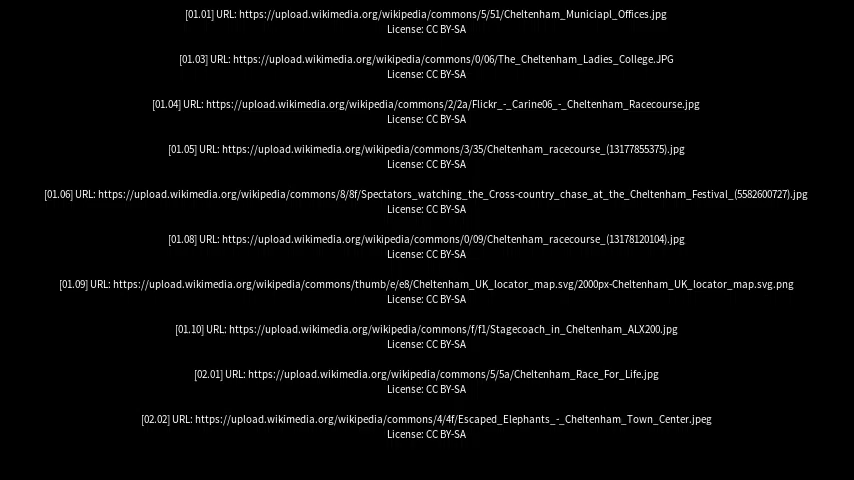 [01.01] URL: https://upload.wikimedia.org/wikipedia/commons/5/51/Cheltenham_Municiapl_Offices.jpg
License: CC BY-SA
[01.03] URL: https://upload.wikimedia.org/wikipedia/commons/0/06/The_Cheltenham_Ladies_College.JPG
License: CC BY-SA
[01.04] URL: https://upload.wikimedia.org/wikipedia/commons/2/2a/Flickr_-_Carine06_-_Cheltenham_Racecourse.jpg
License: CC BY-SA
[01.05] URL: https://upload.wikimedia.org/wikipedia/commons/3/35/Cheltenham_racecourse_(13177855375).jpg
License: CC BY-SA
[01.06] URL: https://upload.wikimedia.org/wikipedia/commons/8/8f/Spectators_watching_the_Cross-country_chase_at_the_Cheltenham_Festival_(5582600727).jpg
License: CC BY-SA
[01.08] URL: https://upload.wikimedia.org/wikipedia/commons/0/09/Cheltenham_racecourse_(13178120104).jpg
License: CC BY-SA
[01.09] URL: https://upload.wikimedia.org/wikipedia/commons/thumb/e/e8/Cheltenham_UK_locator_map.svg/2000px-Cheltenham_UK_locator_map.svg.png
License: CC BY-SA
[01.10] URL: https://upload.wikimedia.org/wikipedia/commons/f/f1/Stagecoach_in_Cheltenham_ALX200.jpg
License: CC BY-SA
[02.01] URL: https://upload.wikimedia.org/wikipedia/commons/5/5a/Cheltenham_Race_For_Life.jpg
License: CC BY-SA
[02.02] URL: https://upload.wikimedia.org/wikipedia/commons/4/4f/Escaped_Elephants_-_Cheltenham_Town_Center.jpeg
License: CC BY-SA